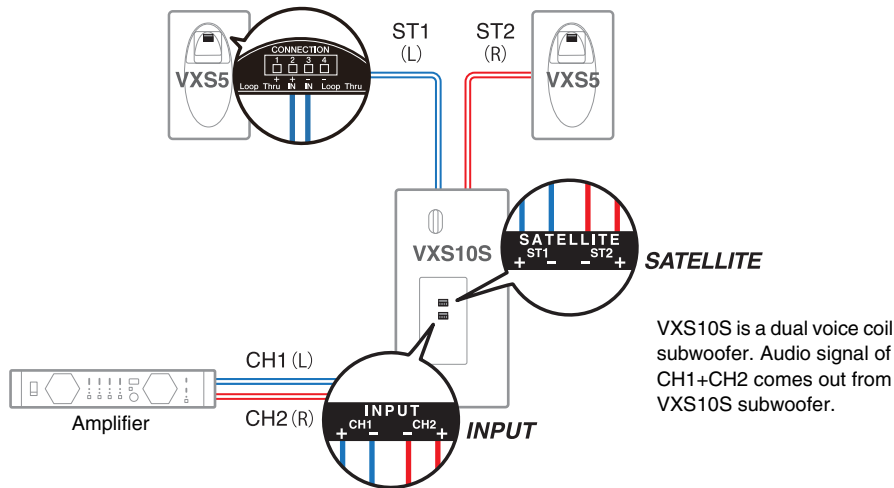 ST1
(L)
ST2
(R)
CONNECTION
1 2 3 4
+ + − −
Loop Thru IN IN Loop Thru
VXS5
VXS5
VXS10S
SATELLITE
ST1 ST2
+ − − +
SATELLITE
VXS10S is a dual voice coil
subwoofer. Audio signal of
CH1+CH2 comes out from
VXS10S subwoofer.
CH1 (L)
CH2 (R)
Amplifier
INPUT
CH1 CH2
+ − − +
INPUT